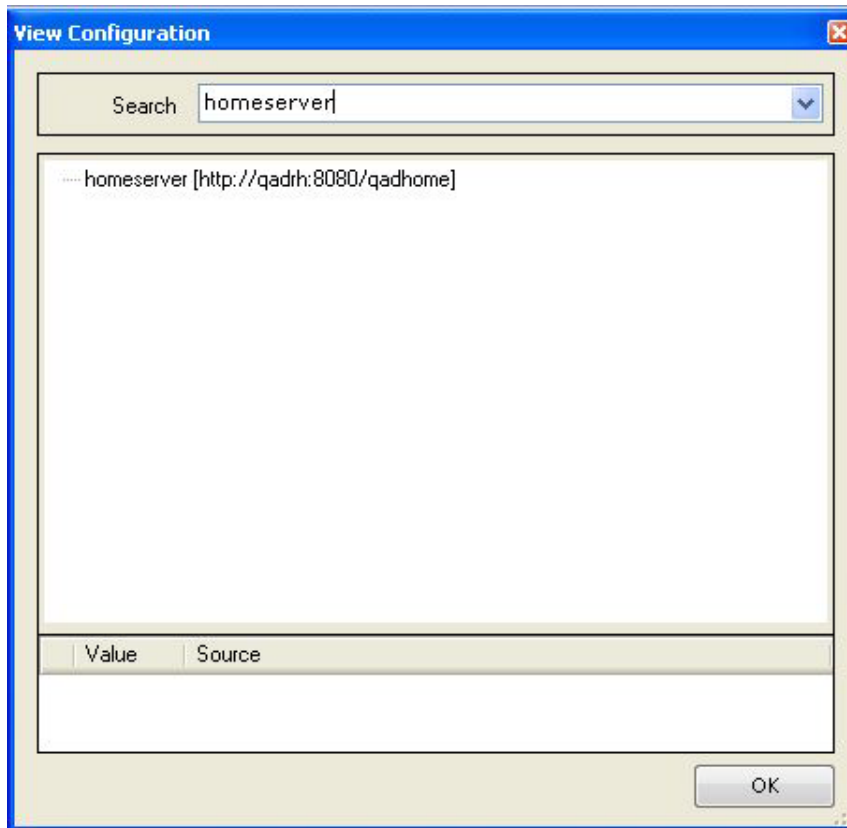 View Configuration
Search homeserver
homeserver [http://qadrh:8080/qadhome]
Value Source
OK